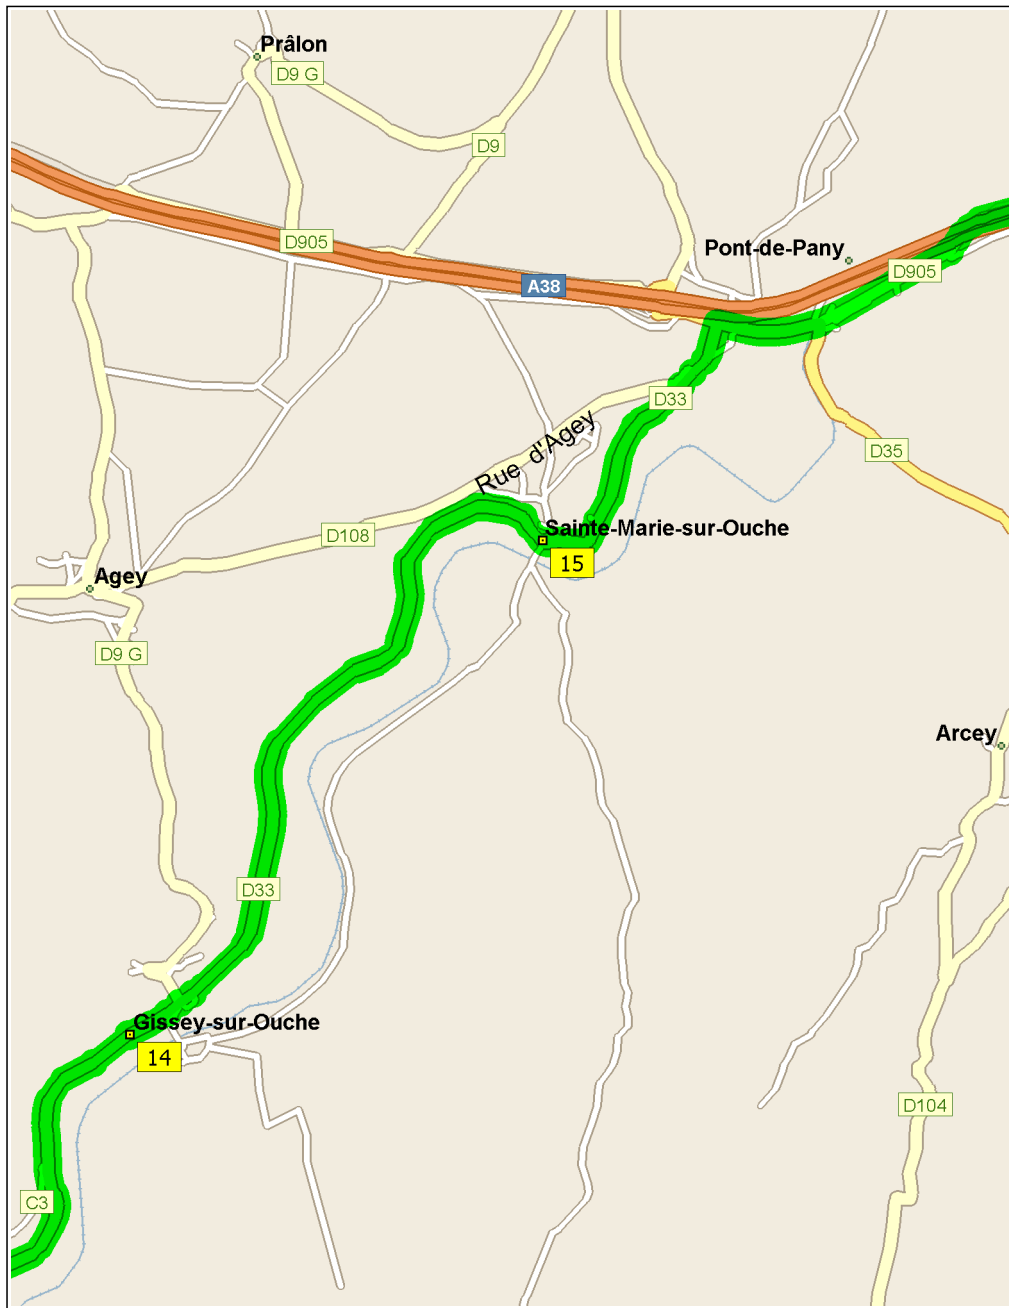 Prâlon
D9 G
D9
D905
Pont-de-Pany
D905
A38
D33
Rue d'Agey
D35
Sainte-Marie-sur-Ouche
D108
15
Agey
D9 G
Arcey
D33
Gissey-sur-Ouche
14
D104
C3